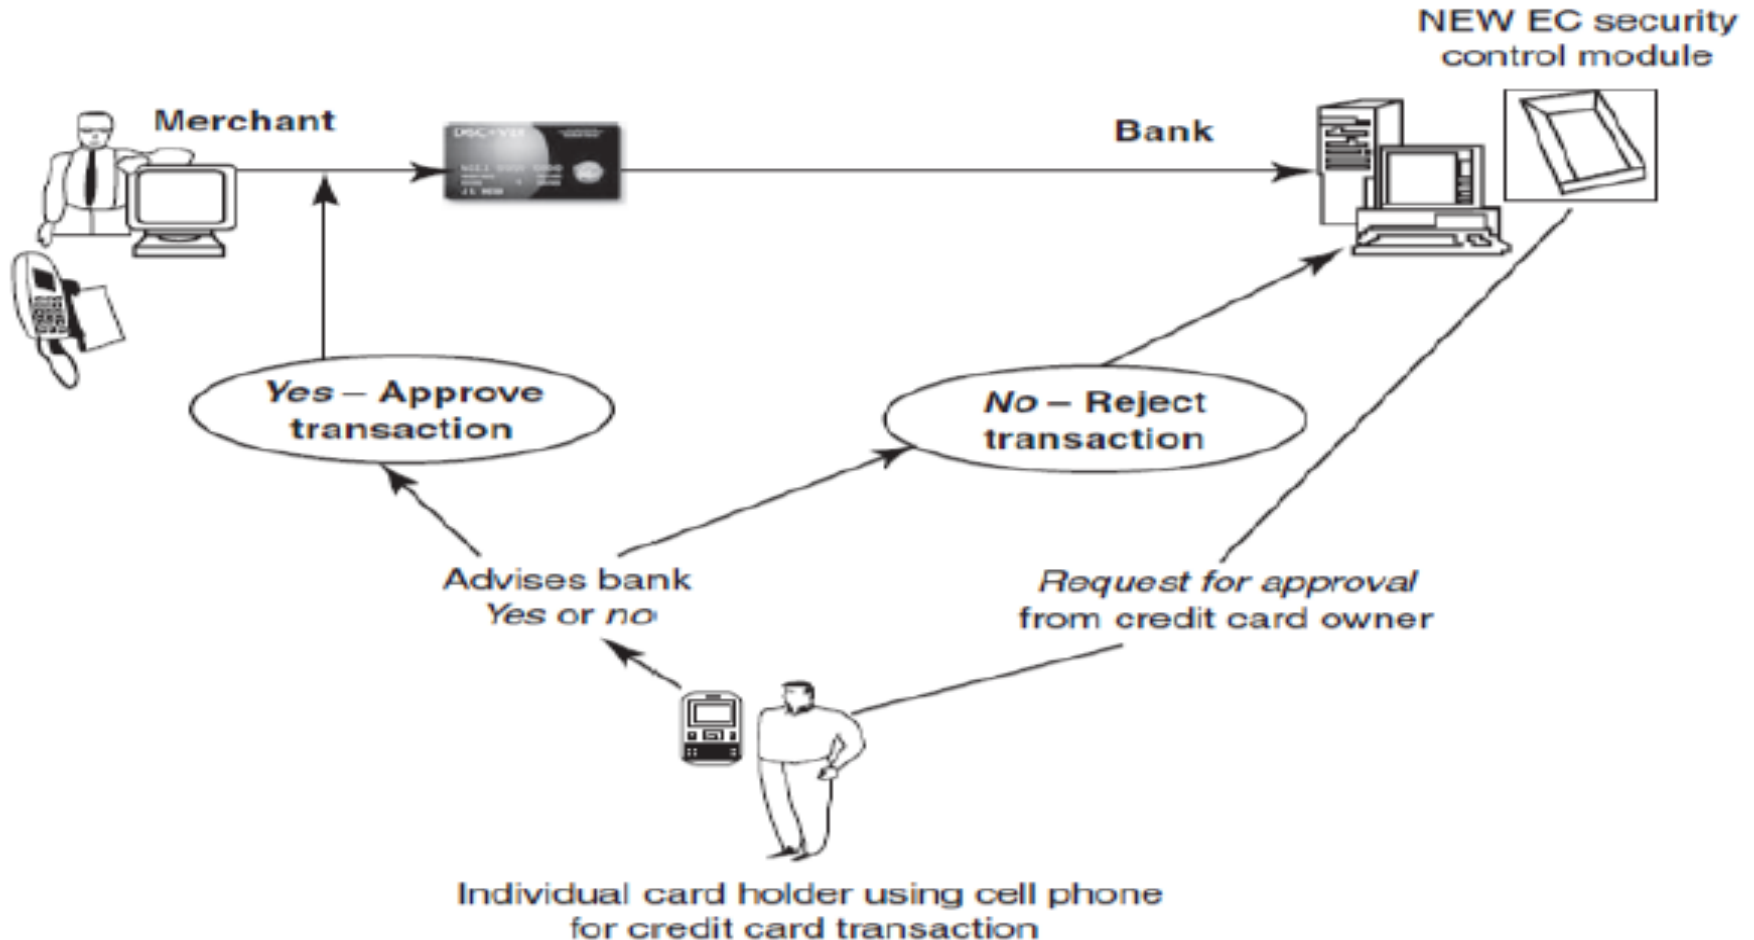 NEW EC security
control module
Merchant
Bank
Yes – Approve
transaction
No – Reject
transaction
Advises bank
Yes or no
Request for approval
from credit card owner
Individual card holder using cell phone
for credit card transaction